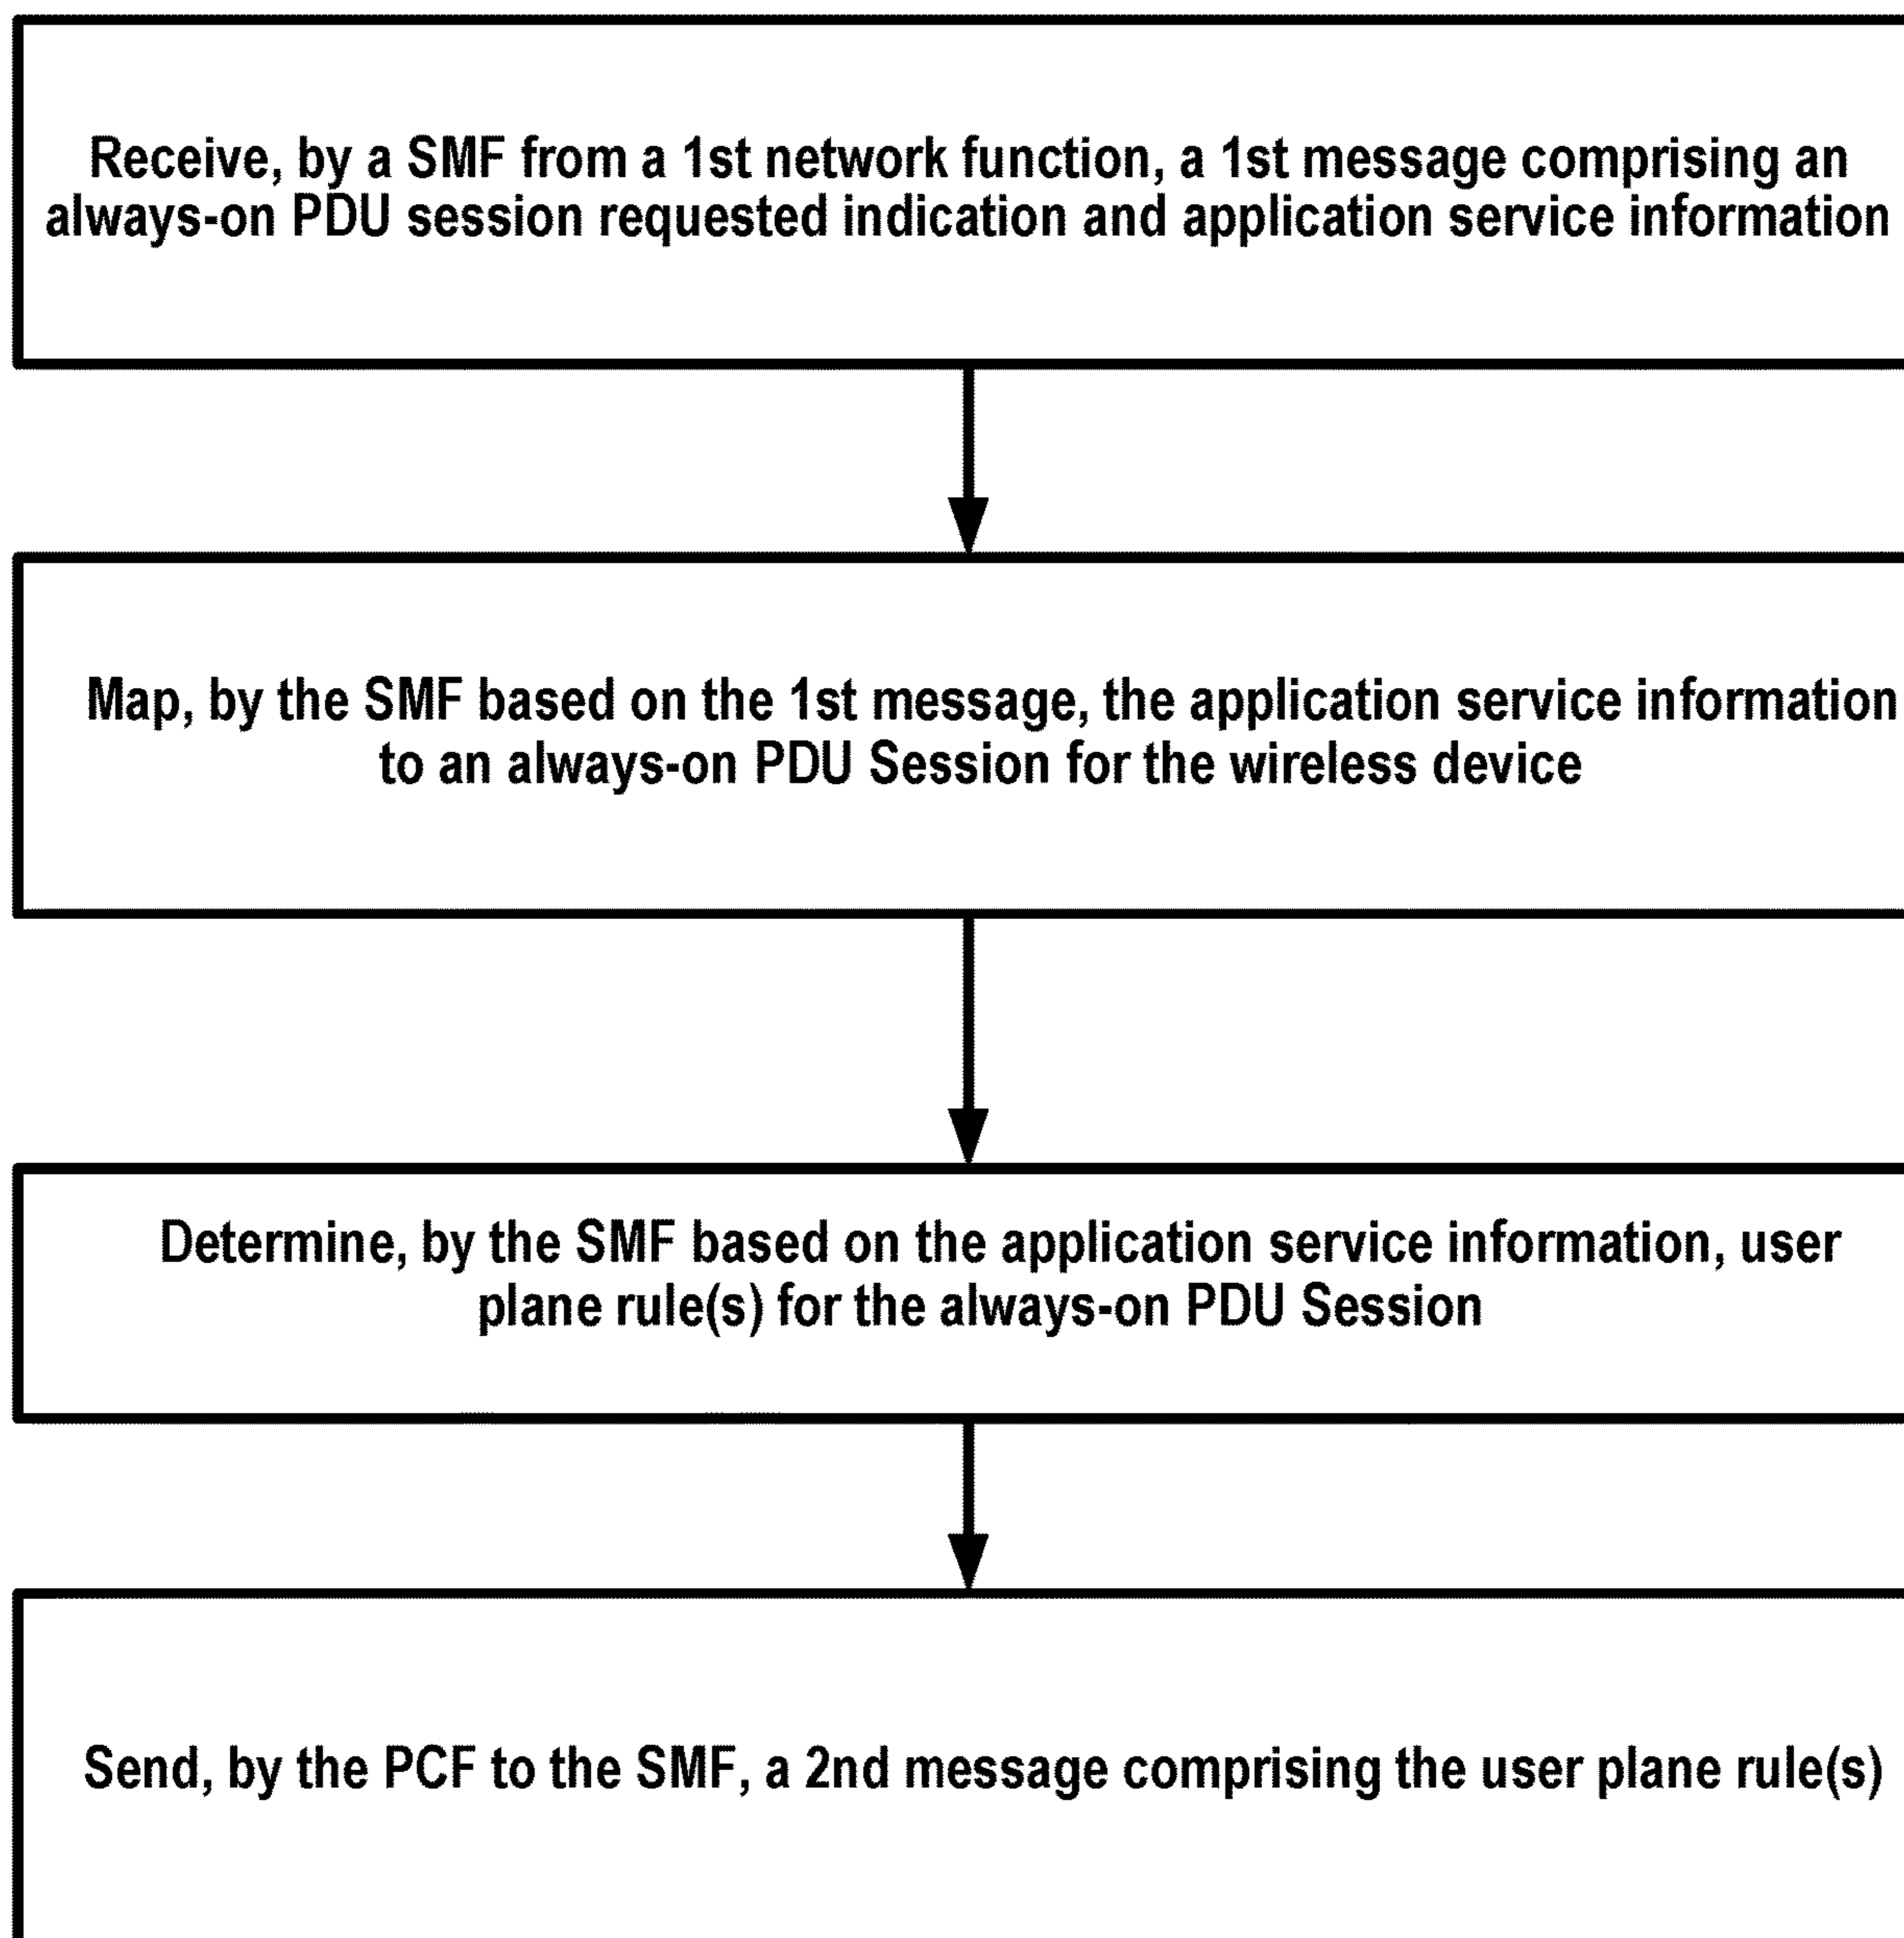 Receive, by a SMF from a 1st network function, a 1st message comprising an
always-on PDU session requested indication and application service information
Map, by the SMF based on the 1st message, the application service information
to an always-on PDU Session for the wireless device
Determine, by the SMF based on the application service information, user
plane rule(s) for the always-on PDU Session
Send, by the PCF to the SMF, a 2nd message comprising the user plane rule(s)